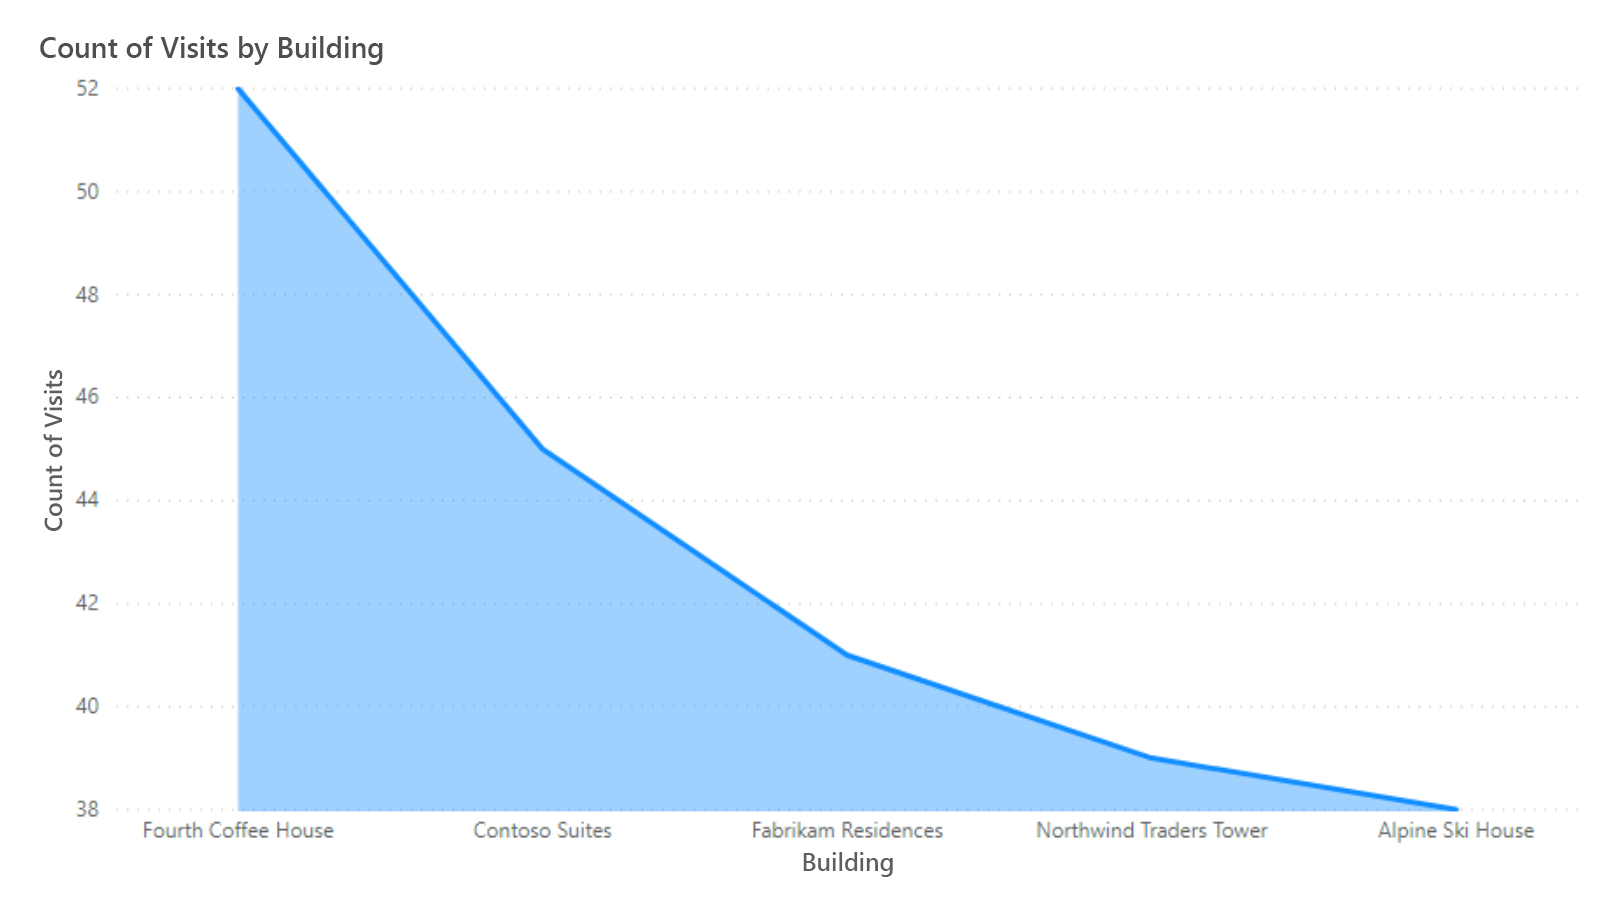 Count of Visits by Building
52
50
48
46
44
42
40
38
Count of Visits
Fourth Coffee House Contoso Suites Fabrikam Residences Northwind Traders Tower Alpine Ski House
Building